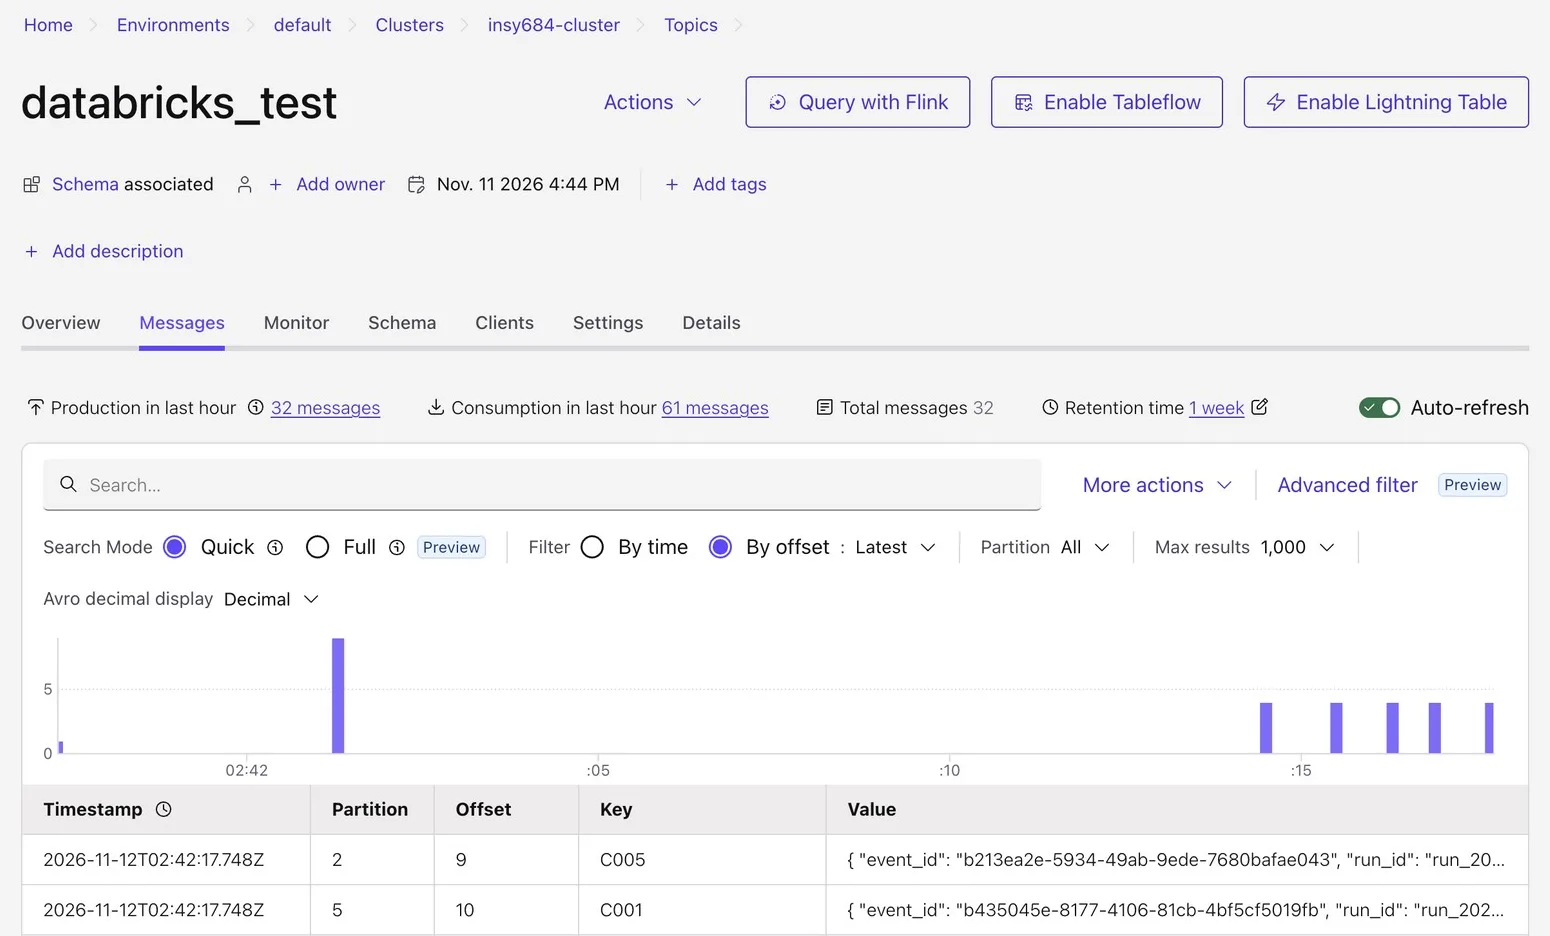 Home Environments default Clusters insy684-cluster Topics
databricks_test
Actions
Query with Flink
Enable Tableflow
Enable Lightning Table
Schema associated + Add owner Nov. 11 2026 4:44 PM + Add tags
+ Add description
Overview Messages Monitor Schema Clients Settings Details
Production in last hour 32 messages Consumption in last hour 61 messages Total messages 32 Retention time 1 week Auto-refresh
Search... More actions Advanced filter Preview
Search Mode Quick Full Preview Filter By time By offset : Latest Partition All Max results 1,000
Avro decimal display Decimal
5
0
02:42 :05 :10 :15
Timestamp Partition Offset Key Value
2026-11-12T02:42:17.748Z 2 9 C005 { "event_id": "b213ea2e-5934-49ab-9ede-7680bafae043", "run_id": "run_20...
2026-11-12T02:42:17.748Z 5 10 C001 { "event_id": "b435045e-8177-4106-81cb-4bf5cf5019fb", "run_id": "run_202...